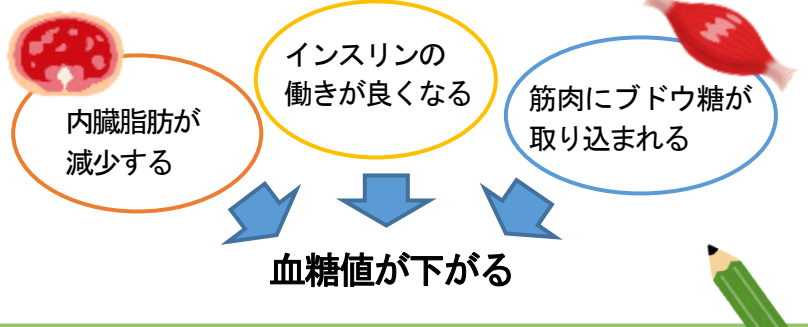 内臓脂肪が
減少する
インスリンの
働きが良くなる
筋肉にブドウ糖が
取り込まれる
血糖値が下がる